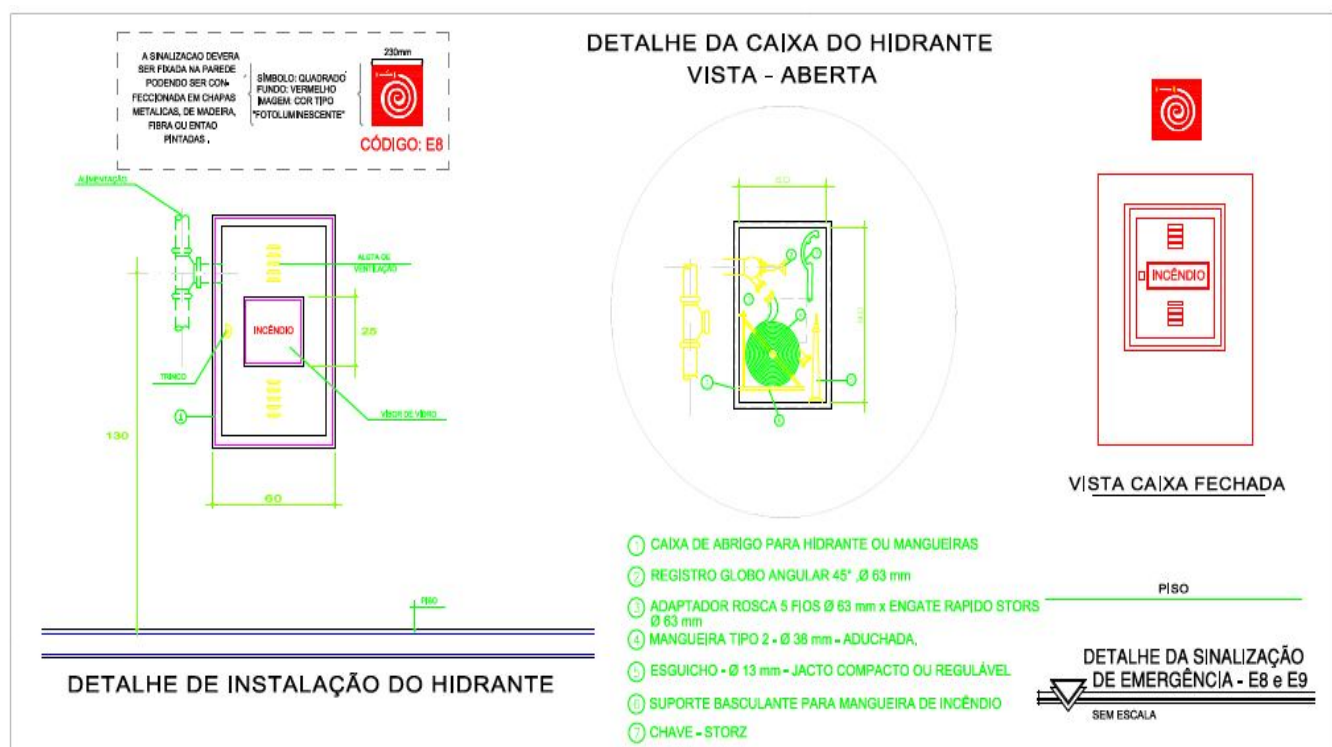 A SINALIZACAO DEVERA
SER FIXADA NA PAREDE
PODENDO SER CON-
FECCIONADA EM CHAPAS
METALICAS, DE MADEIRA,
FIBRA OU ENTAO
PINTADAS .
SÍMBOLO: QUADRADO
FUNDO: VERMELHO
IMAGEM: COR TIPO
"FOTOLUMINESCENTE"
230mm
CÓDIGO: E8
ALIMENTAÇÃO
ALETA DE
VENTILAÇÃO
INCÊNDIO
25
TRINCO
VISOR DE VIDRO
1
130
60
PISO
DETALHE DE INSTALAÇÃO DO HIDRANTE
DETALHE DA CAIXA DO HIDRANTE
VISTA - ABERTA
60
90
1 CAIXA DE ABRIGO PARA HIDRANTE OU MANGUEIRAS
2 REGISTRO GLOBO ANGULAR 45° ,Ø 63 mm
3 ADAPTADOR ROSCA 5 FIOS Ø 63 mm x ENGATE RAPIDO STORS
Ø 63 mm
4 MANGUEIRA TIPO 2 - Ø 38 mm - ADUCHADA,
5 ESGUICHO - Ø 13 mm - JACTO COMPACTO OU REGULÁVEL
6 SUPORTE BASCULANTE PARA MANGUEIRA DE INCÊNDIO
7 CHAVE - STORZ
INCÊNDIO
VISTA CAIXA FECHADA
PISO
DETALHE DA SINALIZAÇÃO
DE EMERGÊNCIA - E8 e E9
SEM ESCALA